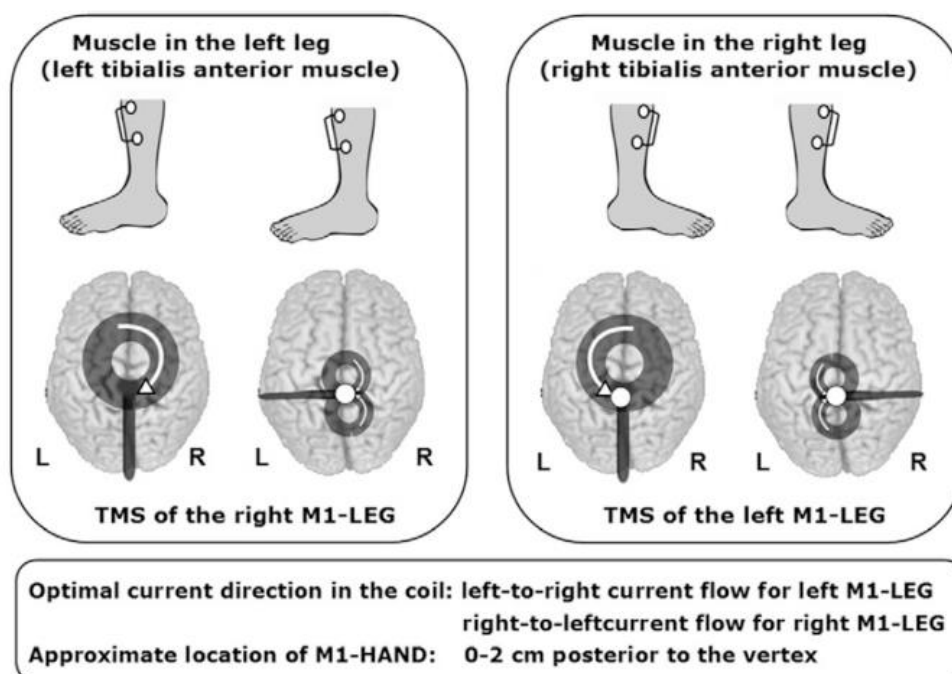 Muscle in the left leg
(left tibialis anterior muscle)
L
R
L
R
TMS of the right M1-LEG
Muscle in the right leg
(right tibialis anterior muscle)
L
R
L
R
TMS of the left M1-LEG
Optimal current direction in the coil: left-to-right current flow for left M1-LEG
right-to-leftcurrent flow for right M1-LEG
Approximate location of M1-HAND: 0-2 cm posterior to the vertex